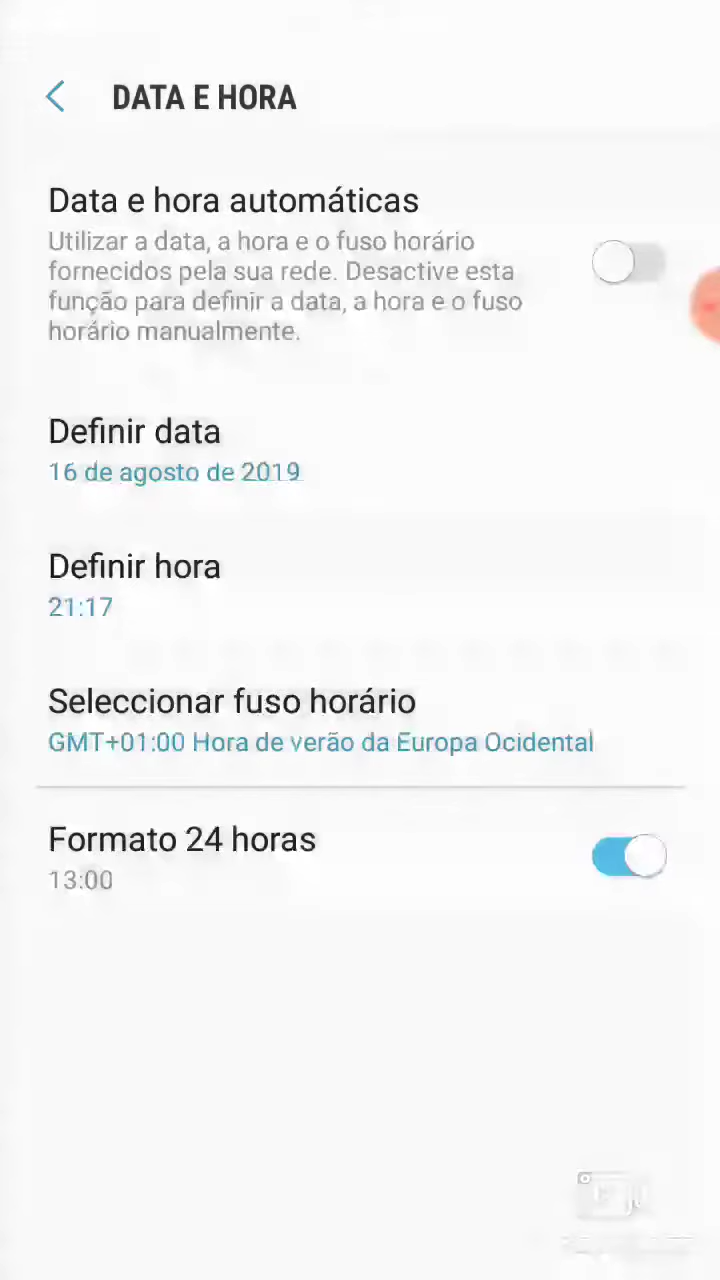 DATA E HORA
Data e hora automáticas
Utilizar a data, a hora e o fuso horário
fornecidos pela sua rede. Desactive esta
função para definir a data, a hora e o fuso
horário manualmente.
Definir data
16 de agosto de 2019
Definir hora
21:17
Seleccionar fuso horário
GMT+01:00 Hora de verão da Europa Ocidental
Formato 24 horas
13:00